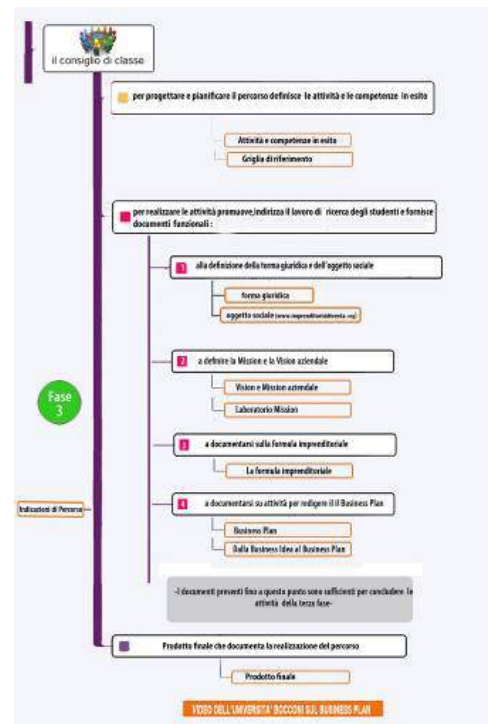 il consiglio di classe
per progettare e pianificare il percorso definisce le attività e le competenze in esito
Attività e competenze in esito
Griglia di riferimento
per realizzare le attività promuove,indirizza il lavoro di ricerca degli studenti e fornisce
documenti funzionali :
1 alla definizione della forma giuridica e dell'oggetto sociale
forma giuridica
oggetto sociale
2 a definire la Mission e la Vision aziendale
Vision e Mission aziendale
Laboratorio Mission
Fase
3
3 a documentarsi sulla formula imprenditoriale
La formula imprenditoriale
4 a documentarsi su attività per redigere il il Business Plan
Indicazioni di Percorso
Business Plan
Dalla Business Idea al Business Plan
-I documenti presenti fino a questo punto sono sufficienti per concludere le
attività della terza fase-
Prodotto finale che documenta la realizzazione del percorso
Prodotto finale
VIDEO DELL'UNIVERSITA' BOCCONI SUL BUSINESS PLAN